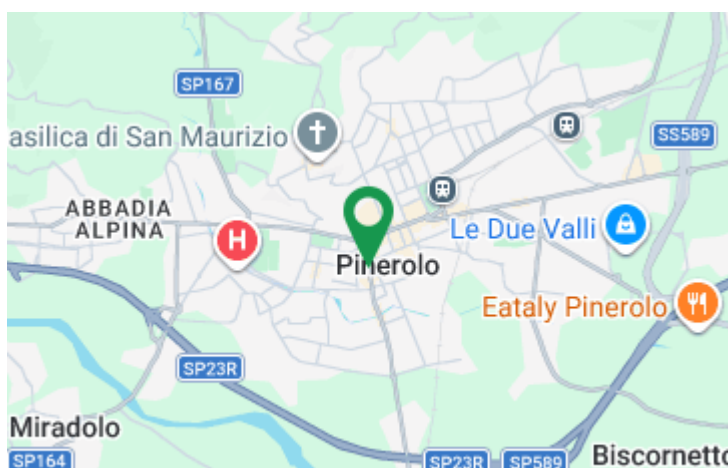 SP167
asilica di San Maurizio
SS589
ABBADIA
ALPINA
H
Le Due Valli
Pinerolo
Eataly Pinerolo
SP23R
Miradolo
SP164
SP23R
SP589
Biscornetto